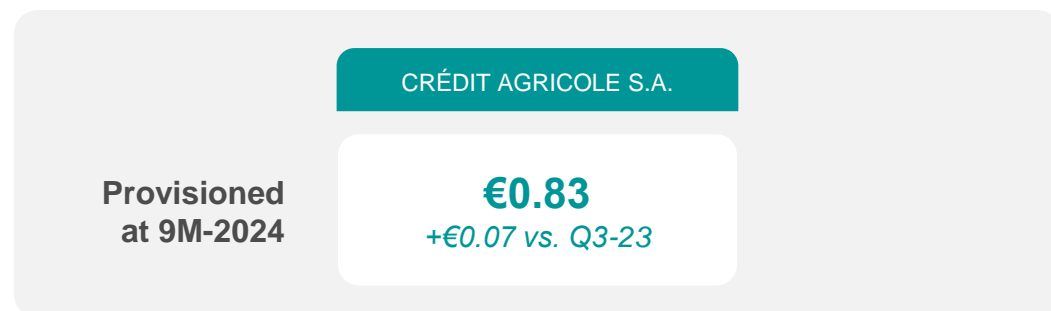 CRÉDIT AGRICOLE S.A.
Provisioned
at 9M-2024
€0.83
+€0.07 vs. Q3-23